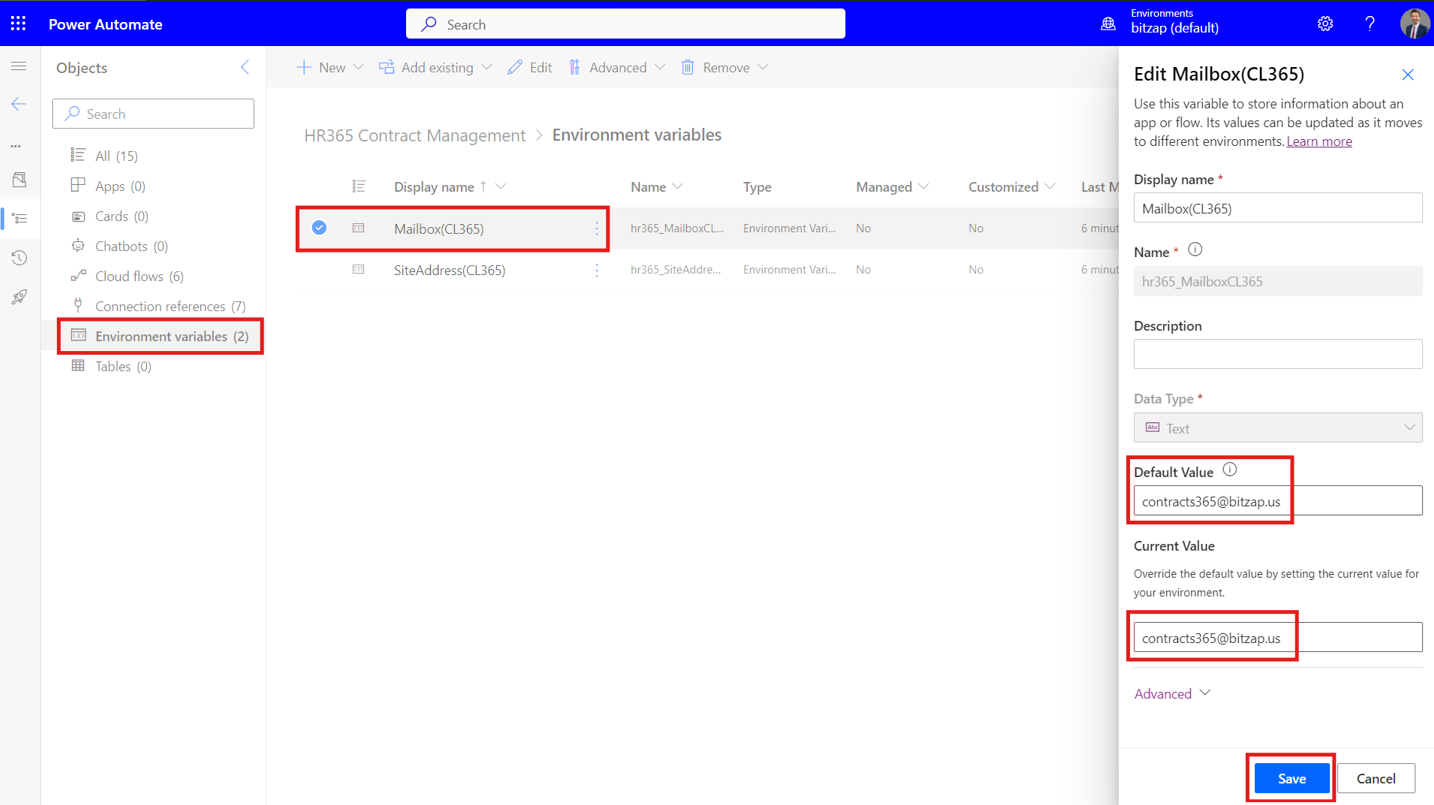 Power Automate
Search
Environments
bitzap (default)
?
Objects
Search
All (15)
Apps (0)
Cards (0)
Chatbots (0)
Cloud flows (6)
Connection references (7)
Environment variables (2)
Tables (0)
New
Add existing
Edit
Advanced
Remove
HR365 Contract Management > Environment variables
Display name ↑ Name Type Managed Customized Last M
Mailbox(CL365) hr365_MailboxCL... Environment Vari... No No 6 minut
SiteAddress(CL365) hr365_SiteAddre... Environment Vari... No No 6 minut
Edit Mailbox(CL365)
Use this variable to store information about an
app or flow. Its values can be updated as it moves
to different environments. Learn more
Display name *
Mailbox(CL365)
Name *
hr365_MailboxCL365
Description
Data Type *
Abc Text
Default Value
contracts365@bitzap.us
Current Value
Override the default value by setting the current value for
your environment.
contracts365@bitzap.us
Advanced
Save Cancel